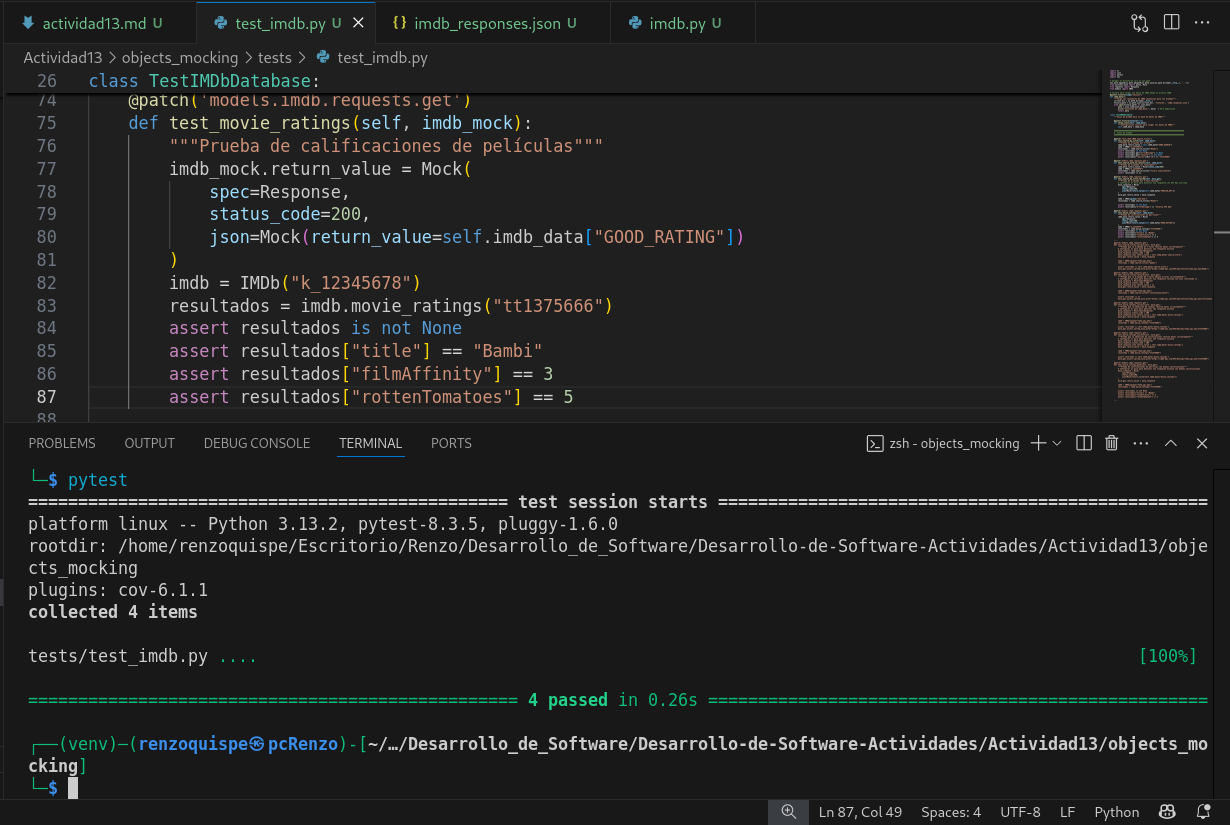 actividad13.md U
test_imdb.py U
imdb_responses.json U
imdb.py U
Actividad13 > objects_mocking > tests > test_imdb.py
26 class TestIMDbDatabase:
74 @patch('models.imdb.requests.get')
75 def test_movie_ratings(self, imdb_mock):
76 """Prueba de calificaciones de películas"""
77 imdb_mock.return_value = Mock(
78 spec=Response,
79 status_code=200,
80 json=Mock(return_value=self.imdb_data["GOOD_RATING"])
81 )
82 imdb = IMDb("k_12345678")
83 resultados = imdb.movie_ratings("tt1375666")
84 assert resultados is not None
85 assert resultados["title"] == "Bambi"
86 assert resultados["filmAffinity"] == 3
87 assert resultados["rottenTomatoes"] == 5
88
PROBLEMS OUTPUT DEBUG CONSOLE TERMINAL PORTS
zsh - objects_mocking
└─$ pytest
================================================ test session starts =================================================
platform linux -- Python 3.13.2, pytest-8.3.5, pluggy-1.6.0
rootdir: /home/renzoquispe/Escritorio/Renzo/Desarrollo_de_Software/Desarrollo-de-Software-Actividades/Actividad13/obje
cts_mocking
plugins: cov-6.1.1
collected 4 items
tests/test_imdb.py .... [100%]
================================================= 4 passed in 0.26s ==================================================
┌──(venv)─(renzoquispe㉿pcRenzo)-[~/…/Desarrollo_de_Software/Desarrollo-de-Software-Actividades/Actividad13/objects_mo
cking]
└─$
Ln 87, Col 49 Spaces: 4 UTF-8 LF Python